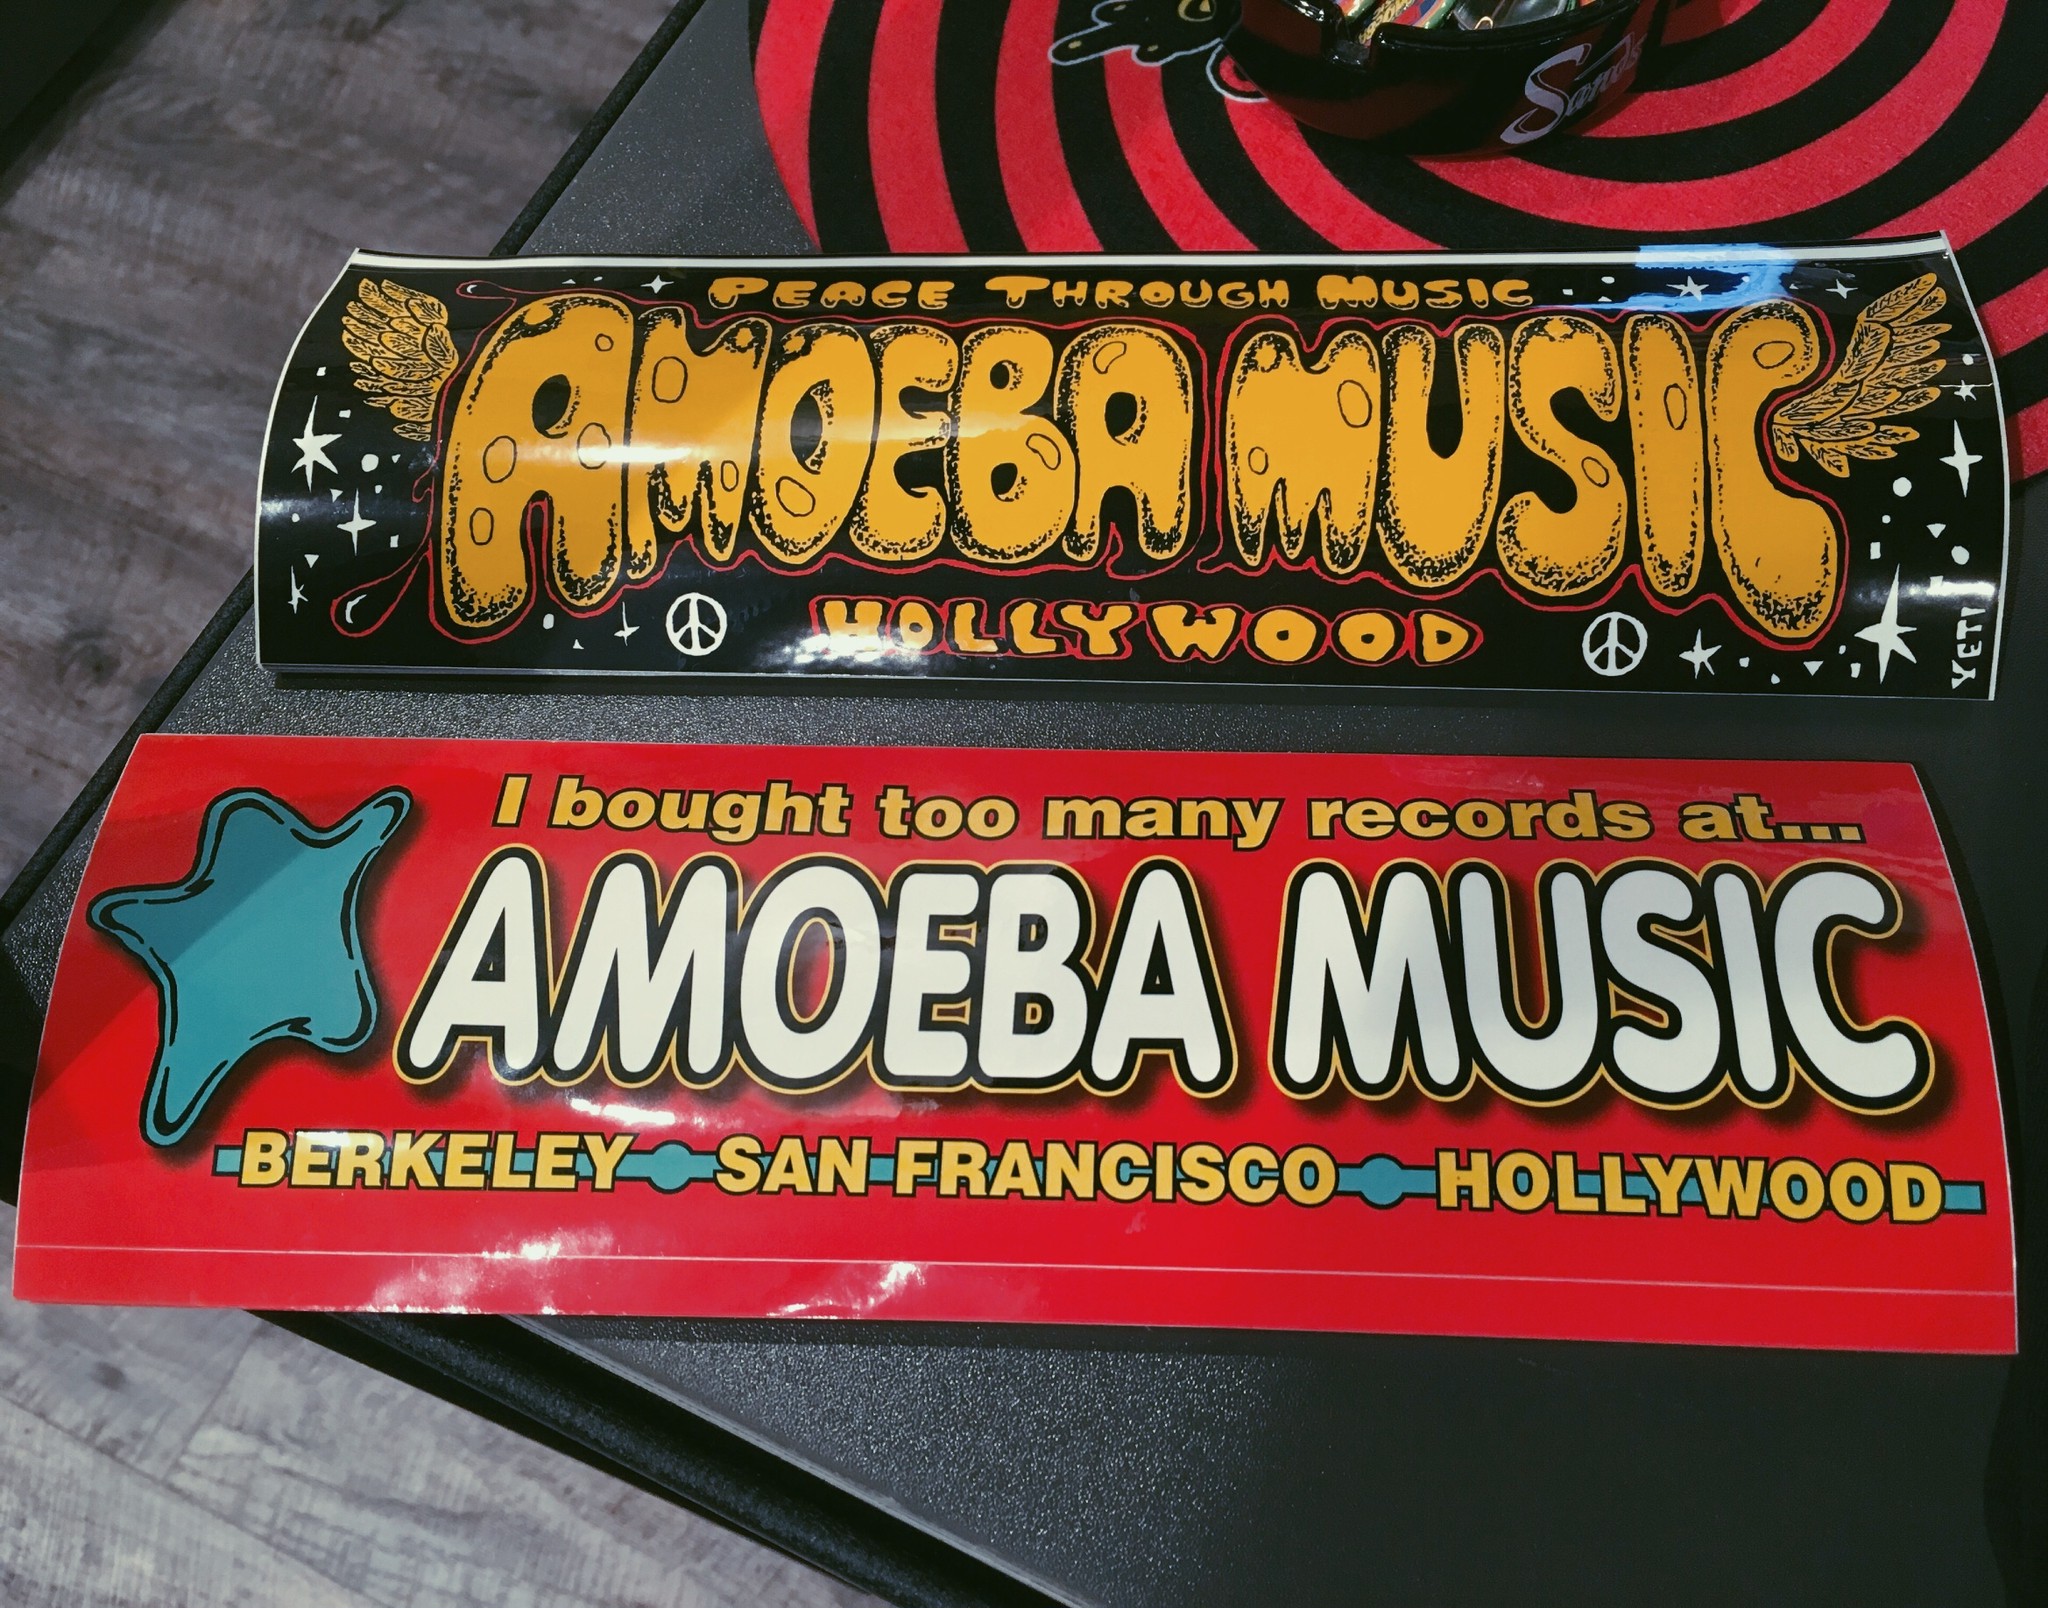 PEACE THROUGH MUSIC
AMOEBA MUSIC
HOLLYWOOD
YETI
I bought too many records at...
AMOEBA MUSIC
BERKELEY SAN FRANCISCO HOLLYWOOD